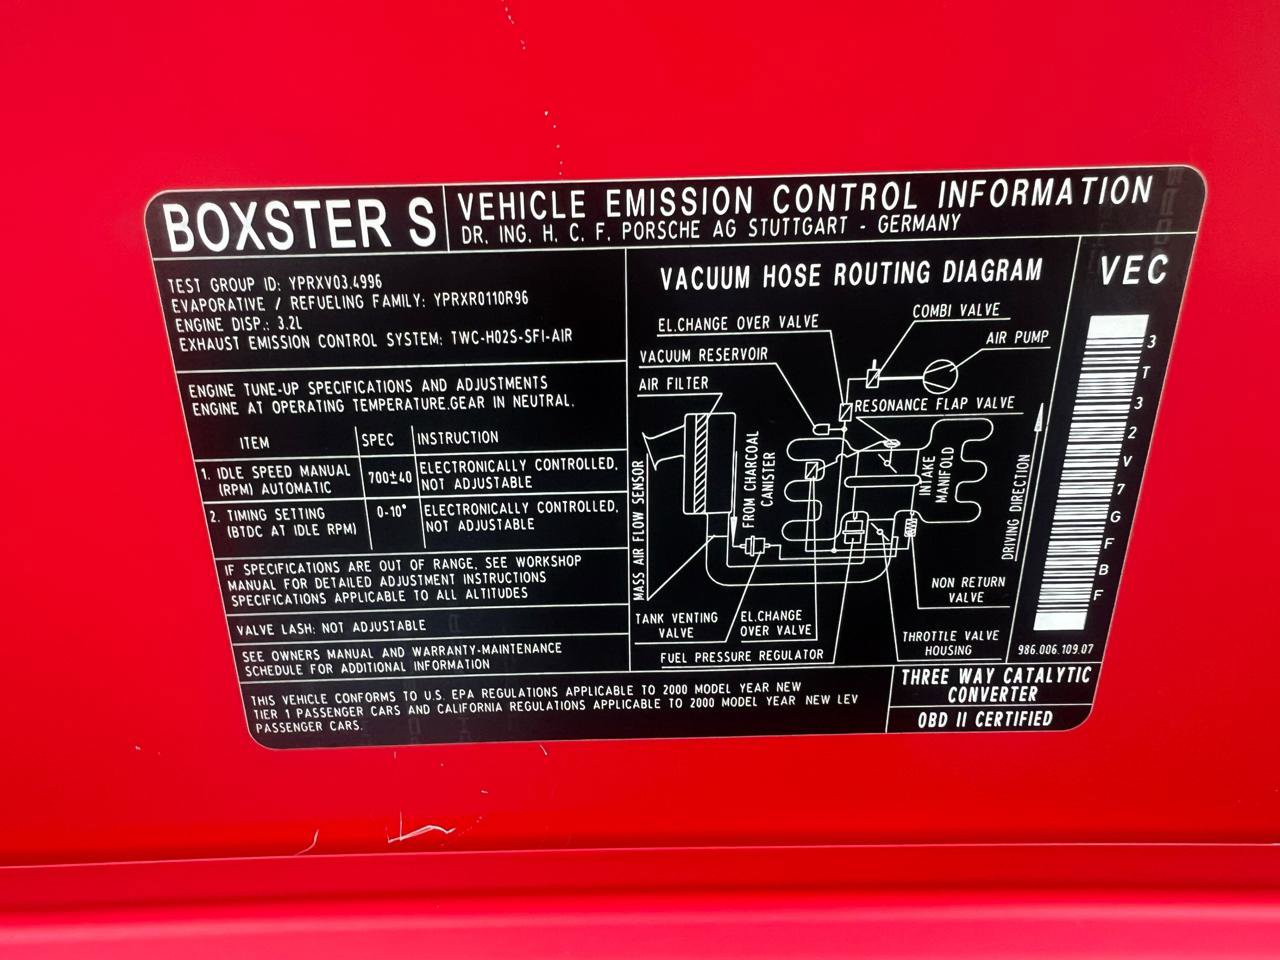 BOXSTER S
VEHICLE EMISSION CONTROL INFORMATION
DR. ING. H. C. F. PORSCHE AG STUTTGART - GERMANY
TEST GROUP ID: YPRXV03.4996
EVAPORATIVE / REFUELING FAMILY: YPRXR0110R96
ENGINE DISP.: 3.2L
EXHAUST EMISSION CONTROL SYSTEM: TWC-HO2S-SFI-AIR
ENGINE TUNE-UP SPECIFICATIONS AND ADJUSTMENTS
ENGINE AT OPERATING TEMPERATURE.GEAR IN NEUTRAL.
ITEM SPEC INSTRUCTION
1. IDLE SPEED MANUAL 700±40 ELECTRONICALLY CONTROLLED,
(RPM) AUTOMATIC NOT ADJUSTABLE
2. TIMING SETTING 0-10° ELECTRONICALLY CONTROLLED,
(BTDC AT IDLE RPM) NOT ADJUSTABLE
IF SPECIFICATIONS ARE OUT OF RANGE, SEE WORKSHOP
MANUAL FOR DETAILED ADJUSTMENT INSTRUCTIONS
SPECIFICATIONS APPLICABLE TO ALL ALTITUDES
VALVE LASH: NOT ADJUSTABLE
SEE OWNERS MANUAL AND WARRANTY-MAINTENANCE
SCHEDULE FOR ADDITIONAL INFORMATION
THIS VEHICLE CONFORMS TO U.S. EPA REGULATIONS APPLICABLE TO 2000 MODEL YEAR NEW
TIER 1 PASSENGER CARS AND CALIFORNIA REGULATIONS APPLICABLE TO 2000 MODEL YEAR NEW LEV
PASSENGER CARS.
VACUUM HOSE ROUTING DIAGRAM
COMBI VALVE
EL.CHANGE OVER VALVE
AIR PUMP
VACUUM RESERVOIR
AIR FILTER
RESONANCE FLAP VALVE
MASS AIR FLOW SENSOR
FROM CHARCOAL
CANISTER
INTAKE
MANIFOLD
DRIVING DIRECTION
NON RETURN
VALVE
TANK VENTING
VALVE
EL.CHANGE
OVER VALVE
THROTTLE VALVE
HOUSING
FUEL PRESSURE REGULATOR
VEC
3T32V7GFBF
986.006.109.07
THREE WAY CATALYTIC
CONVERTER
OBD II CERTIFIED